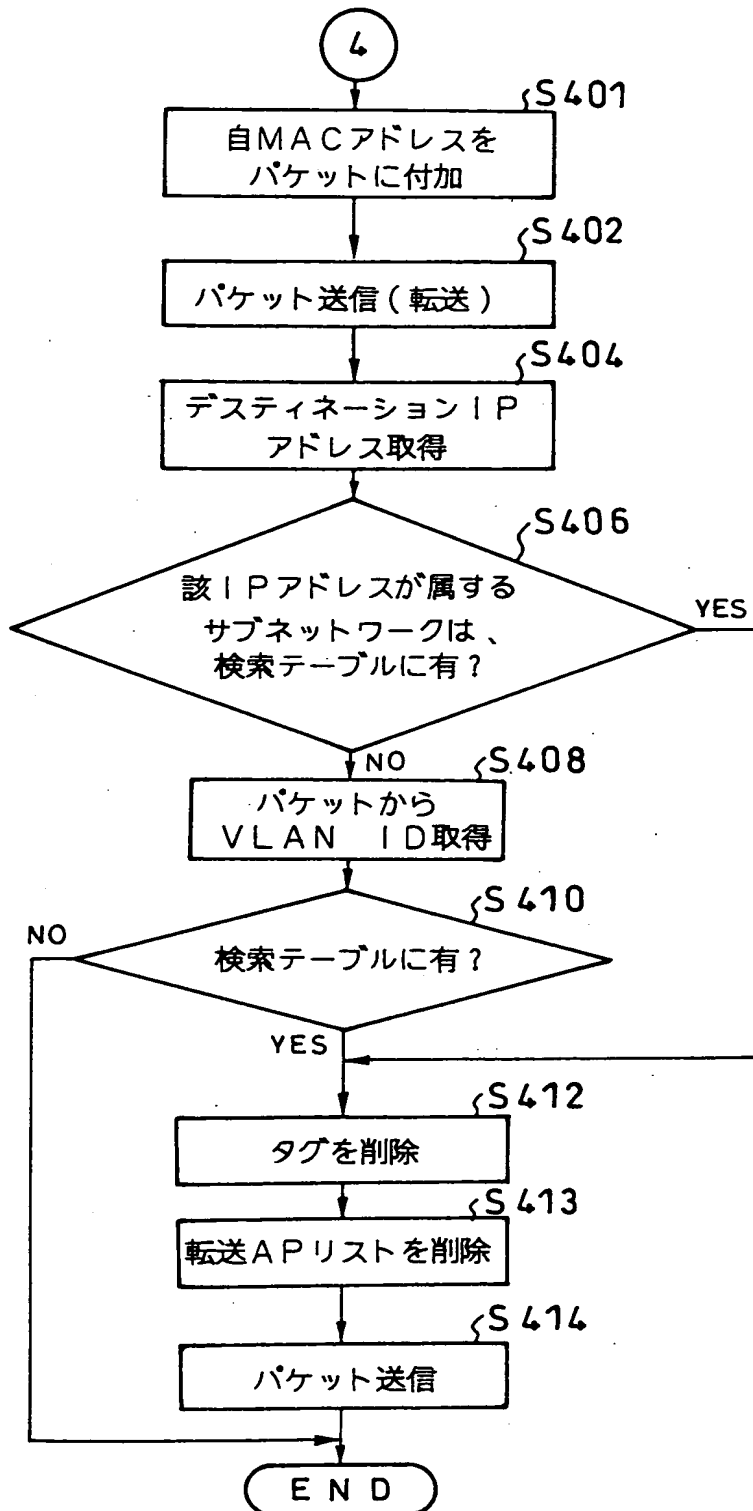 4
S401
自MACアドレスを
パケットに付加
S402
パケット送信(転送)
S404
デスティネーションIP
アドレス取得
S406
該IPアドレスが属する
サブネットワークは、
検索テーブルに有?
YES
NO
S408
パケットから
VLAN ID取得
S410
NO
検索テーブルに有?
YES
S412
タグを削除
S413
転送APリストを削除
S414
パケット送信
END